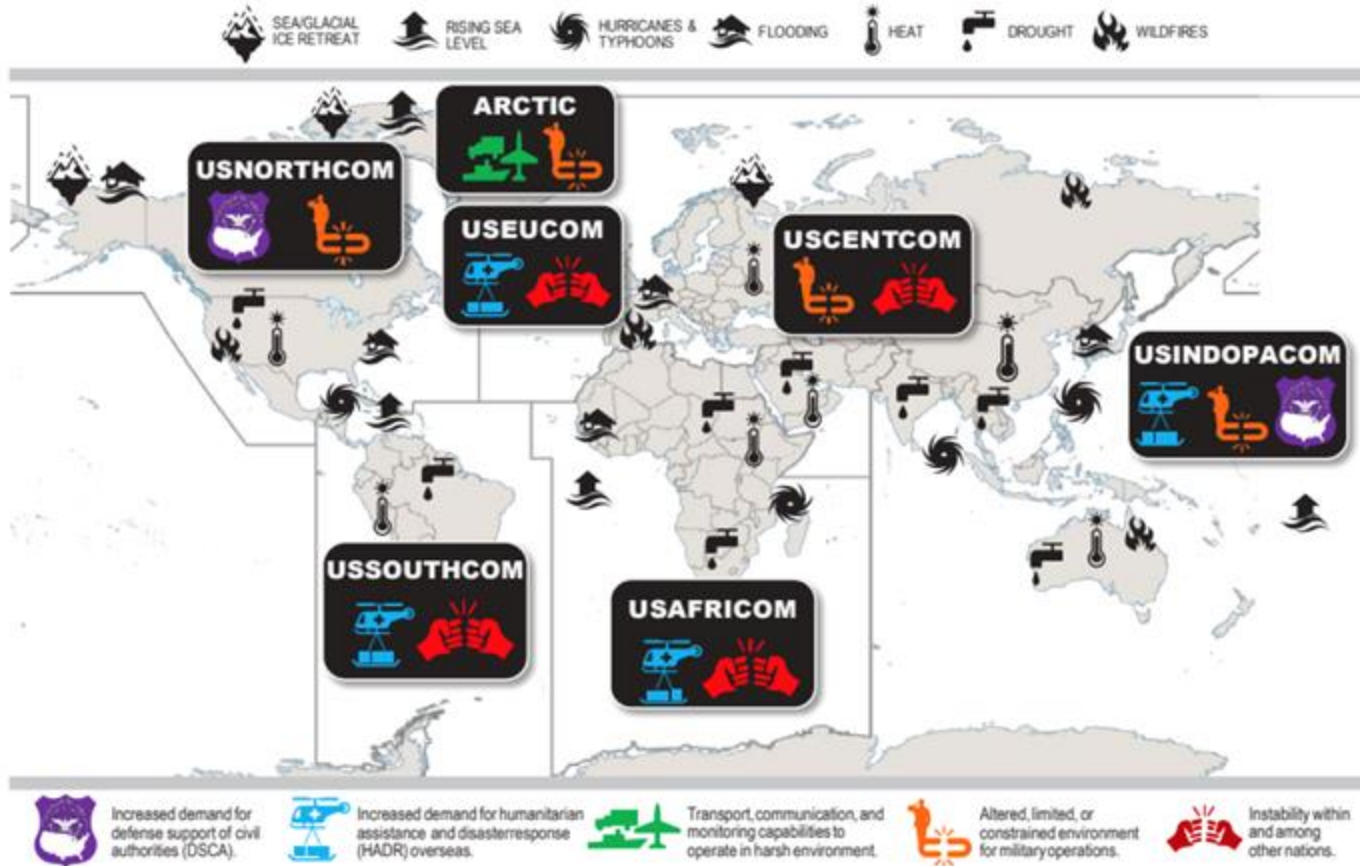 SEA/GLACIAL
ICE RETREAT
RISING SEA
LEVEL
HURRICANES &
TYPHOONS
FLOODING
HEAT
DROUGHT
WILDFIRES
ARCTIC
USNORTHCOM
USEUCOM
USCENTCOM
USINDOPACOM
USSOUTHCOM
USAFRICOM
Increased demand for
defense support of civil
authorities (DSCA).
Increased demand for humanitarian
assistance and disasterresponse
(HADR) overseas.
Transport, communication, and
monitoring capabilities to
operate in harsh environment.
Altered, limited, or
constrained environment
for military operations.
Instability within
and among
other nations.